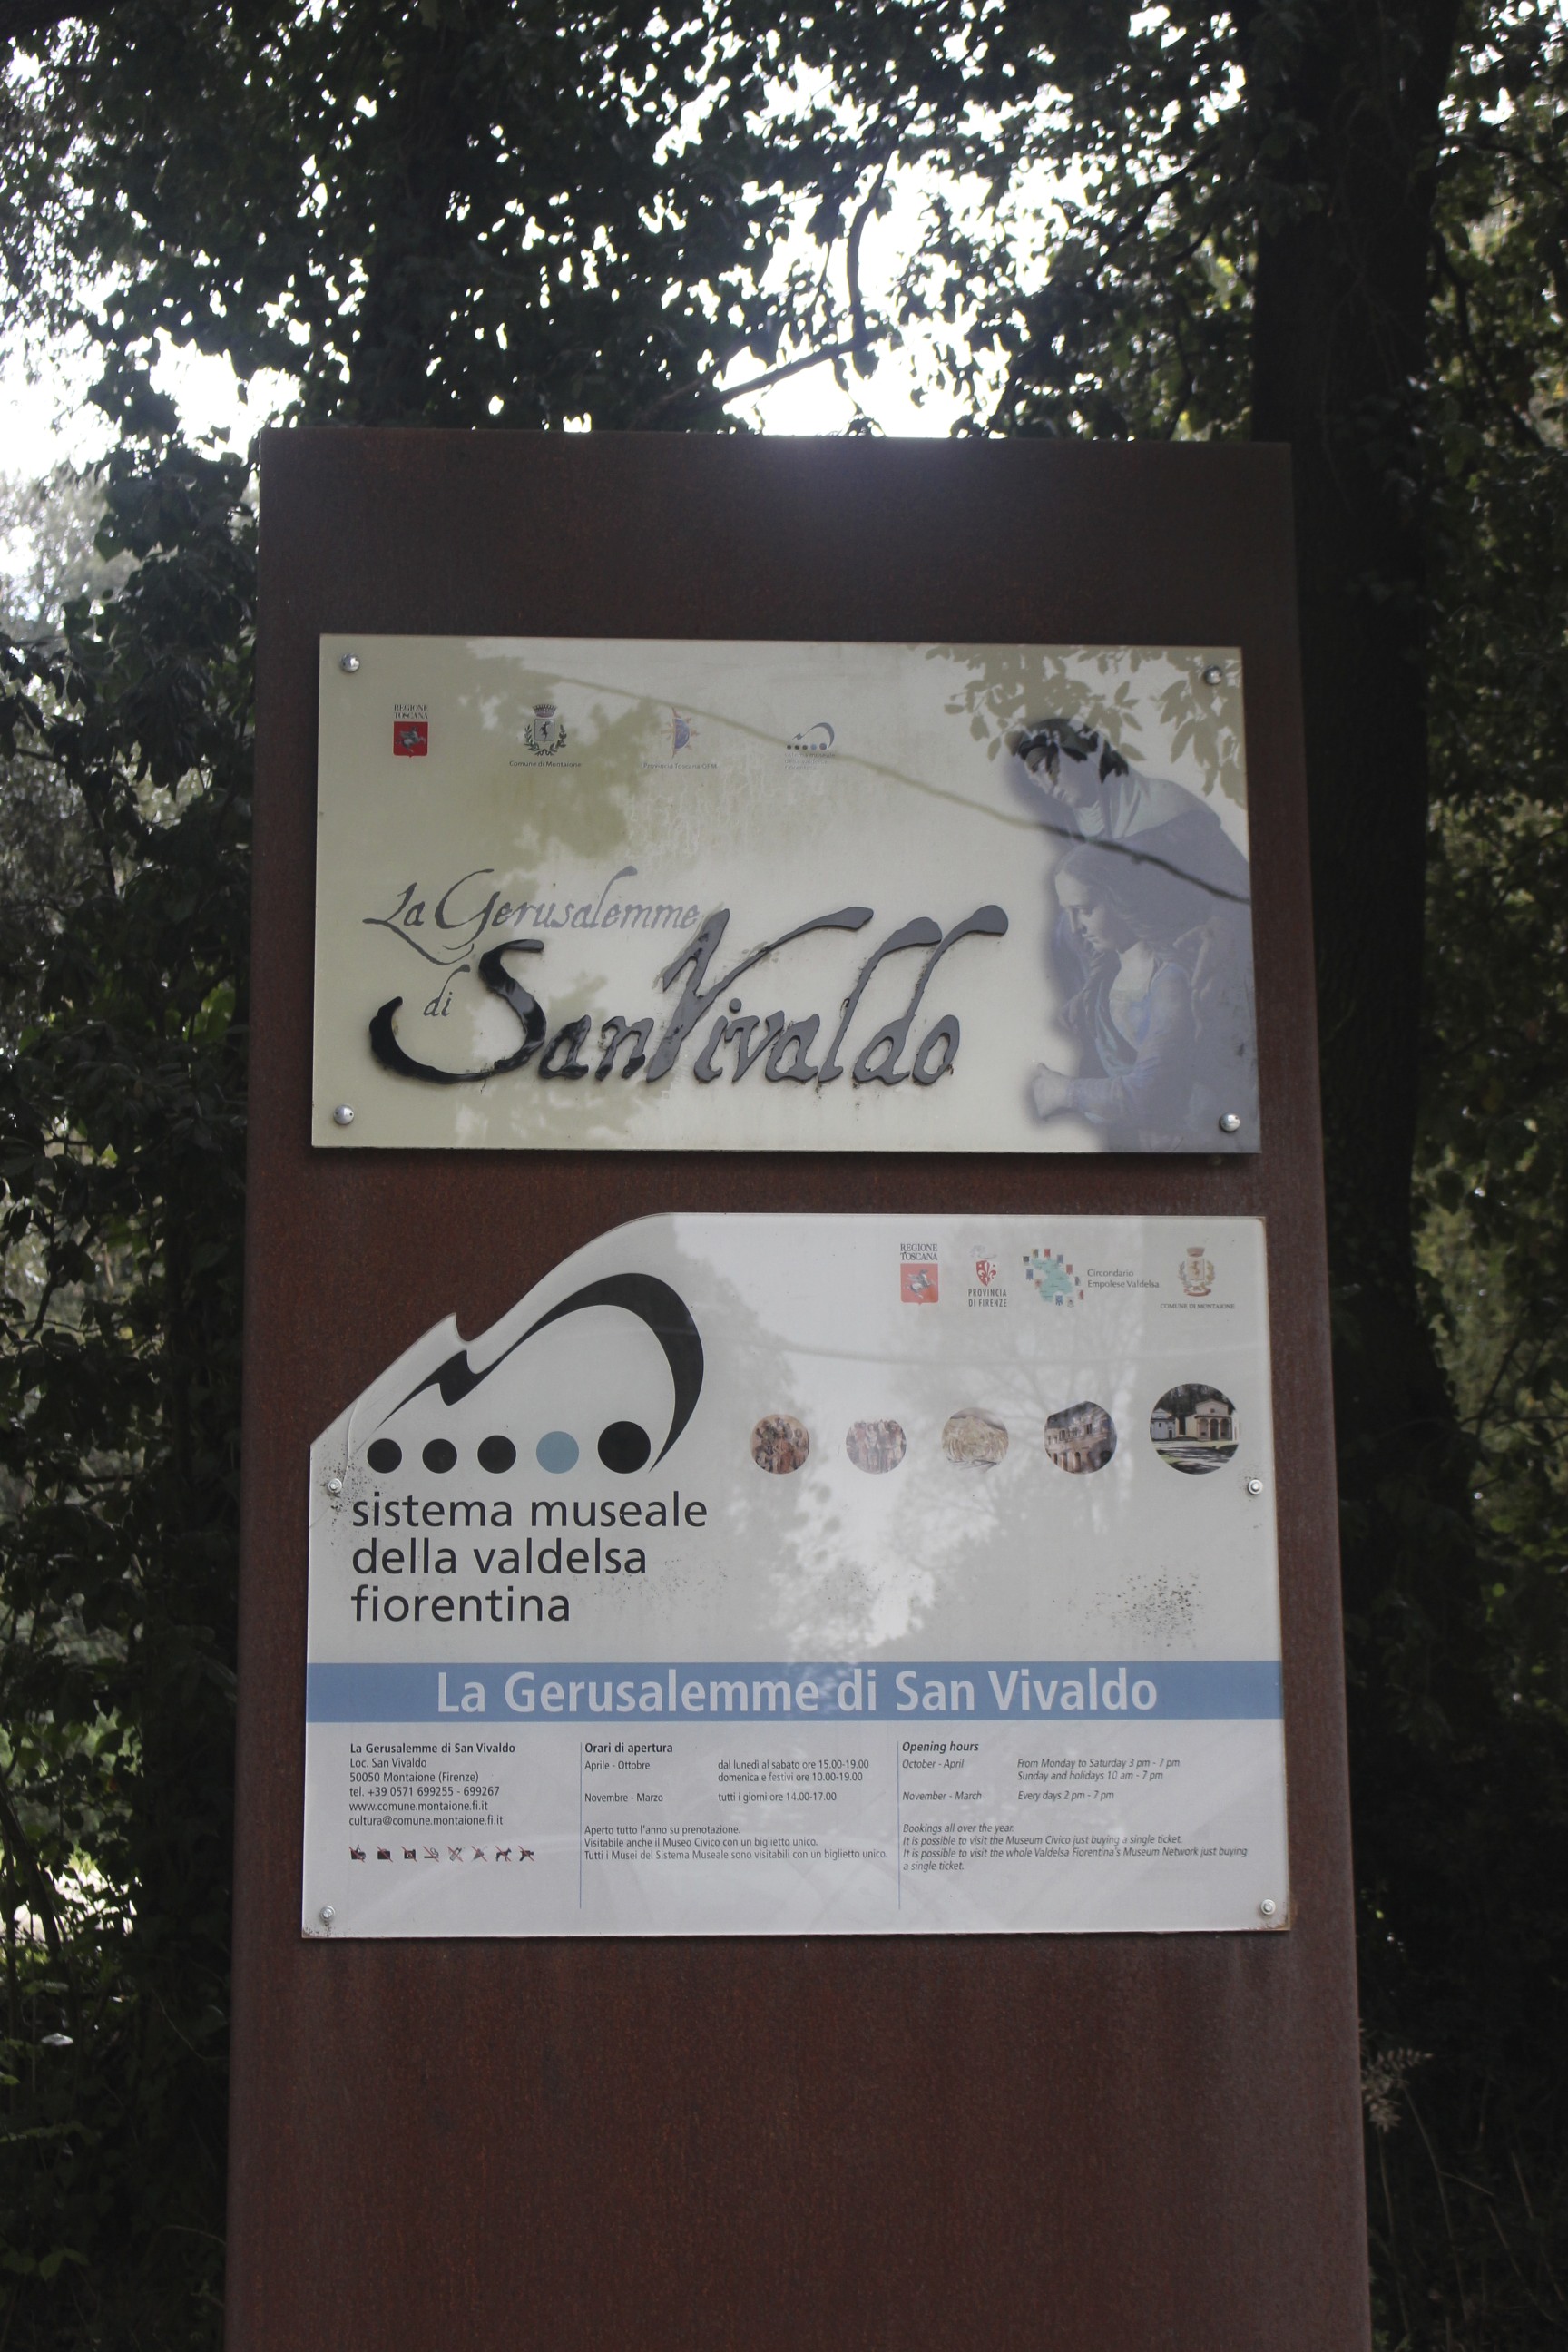 REGIONE
TOSCANA
Comune di Montaione
Provincia Toscana OFM
La Gerusalemme
di San Vivaldo
REGIONE
TOSCANA
PROVINCIA
DI FIRENZE
Circondario
Empolese Valdelsa
COMUNE DI MONTAIONE
sistema museale
della valdelsa
fiorentina
La Gerusalemme di San Vivaldo
La Gerusalemme di San Vivaldo
Loc. San Vivaldo
50050 Montaione (Firenze)
tel. +39 0571 699255 - 699267
www.comune.montaione.fi.it
cultura@comune.montaione.fi.it
Orari di apertura
Aprile - Ottobre dal lunedì al sabato ore 15.00-19.00
domenica e festivi ore 10.00-19.00
Novembre - Marzo tutti i giorni ore 14.00-17.00
Aperto tutto l'anno su prenotazione.
Visitabile anche il Museo Civico con un biglietto unico.
Tutti i Musei del Sistema Museale sono visitabili con un biglietto unico.
Opening hours
October - April From Monday to Saturday 3 pm - 7 pm
Sunday and holidays 10 am - 7 pm
November - March Every days 2 pm - 7 pm
Bookings all over the year.
It is possible to visit the Museum Civico just buying a single ticket.
It is possible to visit the whole Valdelsa Fiorentina's Museum Network just buying
a single ticket.